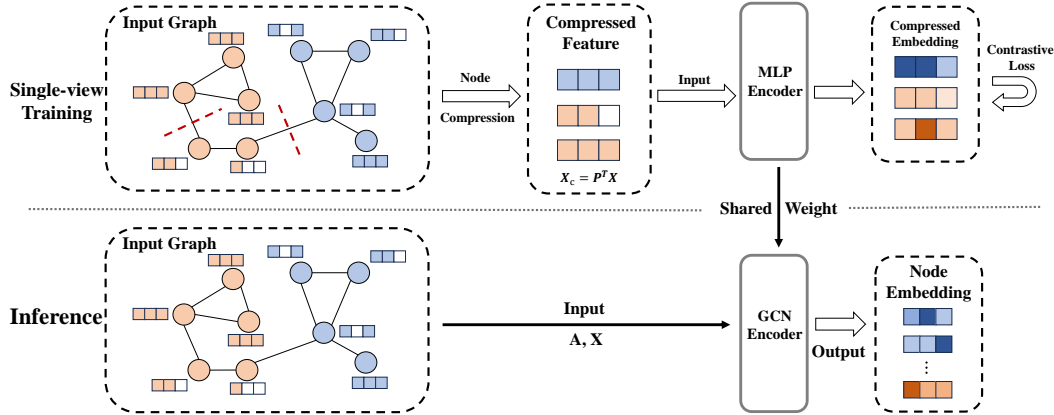 Single-view
Training
Input Graph
Node
Compression
Compressed
Feature
X_c = P^T X
Input
MLP
Encoder
Compressed
Embedding
Contrastive
Loss
Shared Weight
Inference
Input Graph
Input
A, X
GCN
Encoder
Output
Node
Embedding
...